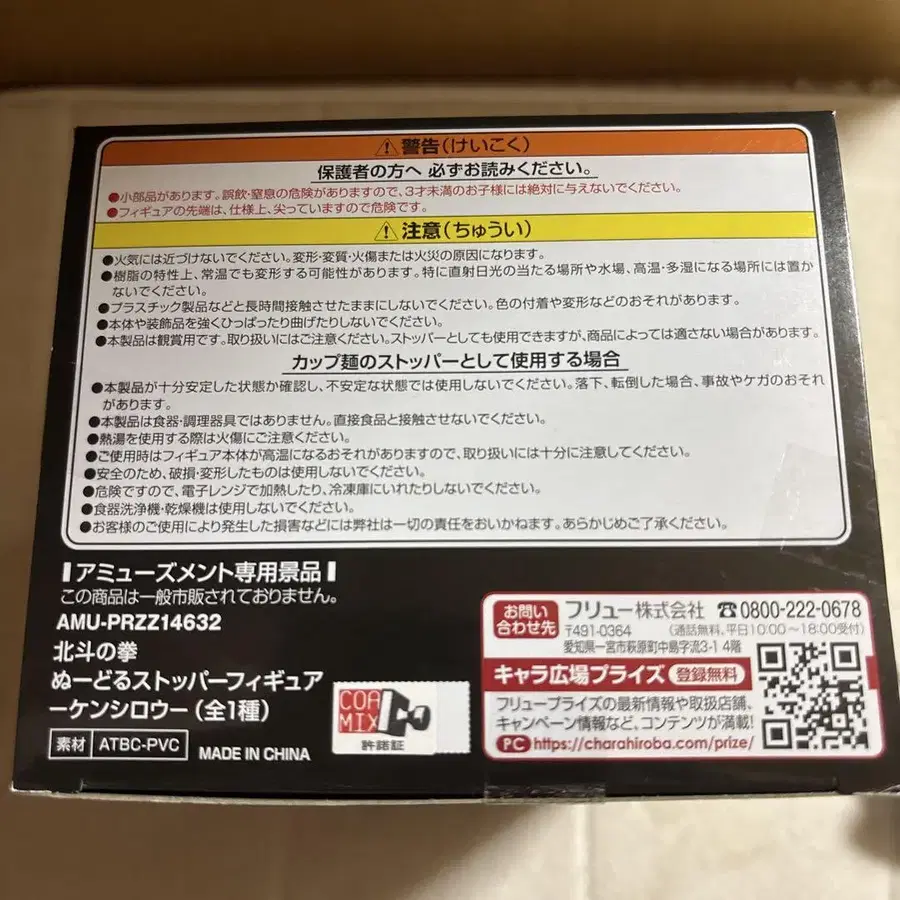 ⚠警告(けいこく)
保護者の方へ 必ずお読みください。
●小部品があります。誤飲・窒息の危険がありますので、3才未満のお子様には絶対に与えないでください。
●フィギュアの先端は、仕様上、尖っていますので危険です。
⚠注意(ちゅうい)
●火気には近づけないでください。変形・変質・火傷または火災の原因になります。
●樹脂の特性上、常温でも変形する可能性があります。特に直射日光の当たる場所や水場、高温・多湿になる場所には置か
ないでください。
●プラスチック製品などと長時間接触させたままにしないでください。色の付着や変形などのおそれがあります。
●本体や装飾品を強くひっぱったり曲げたりしないでください。
●本製品は観賞用です。取り扱いにはご注意ください。ストッパーとしても使用できますが、商品によっては適さない場合があります。
カップ麺のストッパーとして使用する場合
●本製品が十分安定した状態か確認し、不安定な状態では使用しないでください。落下、転倒した場合、事故やケガのおそれ
があります。
●本製品は食器・調理器具ではありません。直接食品と接触させないでください。
●熱湯を使用する際は火傷にご注意ください。
●ご使用時はフィギュア本体が高温になるおそれがありますので、取り扱いには十分に注意してください。
●安全のため、破損・変形したものは使用しないでください。
●危険ですので、電子レンジで加熱したり、冷凍庫にいれたりしないでください。
●食器洗浄機・乾燥機は使用しないでください。
●お客様のご使用により発生した損害などには弊社は一切の責任をおいかねます。あらかじめご了承ください。
アミューズメント専用景品
この商品は一般市販されておりません。
AMU-PRZZ14632
北斗の拳
ぬーどるストッパーフィギュア
ーケンシロウー(全1種)
素材 ATBC-PVC MADE IN CHINA
COA
MIX
許諾証
お問い
合わせ先
フリュー株式会社 ☎0800-222-0678
〒491-0364 (通話無料、平日10:00~18:00受付)
愛知県一宮市萩原町中島字流3-1 4階
キャラ広場プライズ 登録無料
フリュープライズの最新情報や取扱店舗、
キャンペーン情報など、コンテンツが満載!
PC https://charahiroba.com/prize/